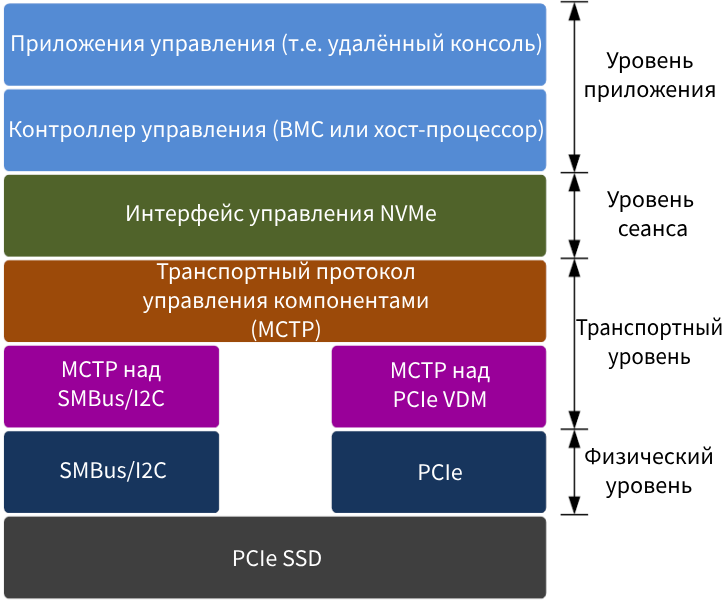 Приложения управления (т.е. удалённый консоль)
Уровень
приложения
Контроллер управления (BMC или хост-процессор)
Интерфейс управления NVMe
Уровень
сеанса
Транспортный протокол
управления компонентами
(MCTP)
Транспортный
уровень
MCTP над
SMBus/I2C
MCTP над
PCIe VDM
SMBus/I2C
PCIe
Физический
уровень
PCIe SSD